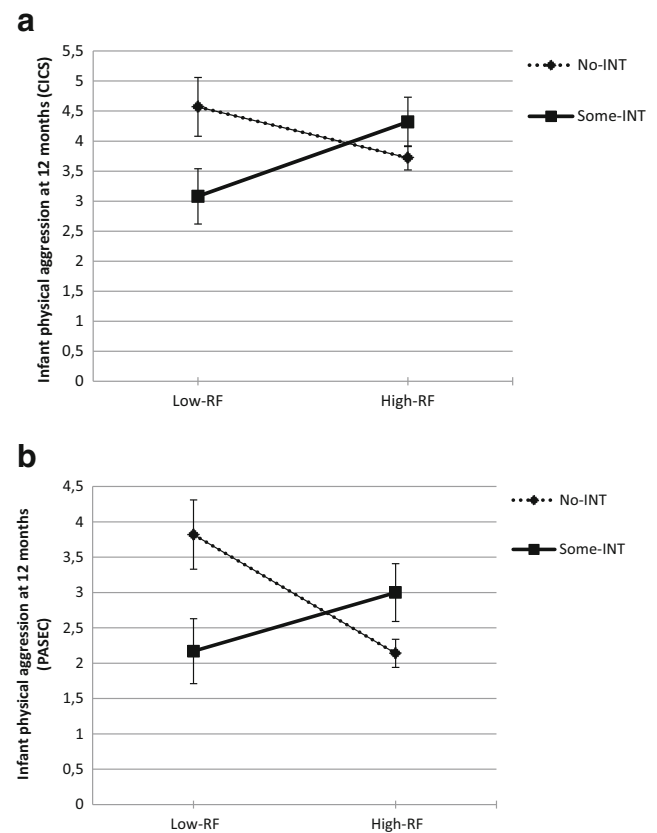 a
Infant physical aggression at 12 months (CICS)
5,5
5
4,5
4
3,5
3
2,5
2
1,5
1
0,5
0
Low-RF
High-RF
No-INT
Some-INT
b
Infant physical aggression at 12 months
(PASEC)
4,5
4
3,5
3
2,5
2
1,5
1
0,5
0
Low-RF
High-RF
No-INT
Some-INT